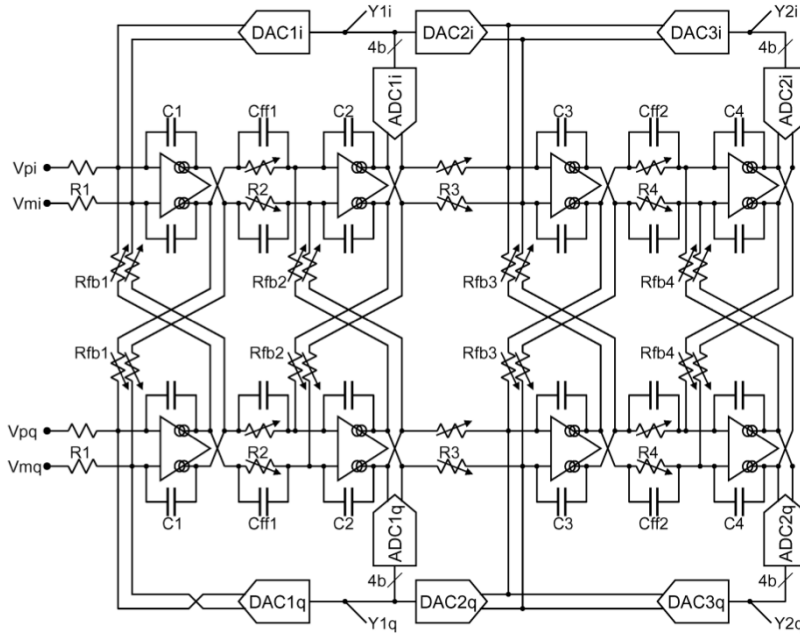 Y1i Y2i
DAC1i DAC2i DAC3i
4b 4b
ADC1i ADC2i
C1 Cff1 C2 C3 Cff2 C4
Vpi
Vmi R1 R2 R3 R4
Rfb1 Rfb2 Rfb3 Rfb4
Rfb1 Rfb2 Rfb3 Rfb4
Vpq
Vmq R1 R2 R3 R4
C1 Cff1 C2 C3 Cff2 C4
ADC1q ADC2q
4b 4b
DAC1q DAC2q DAC3q
Y1q Y2q